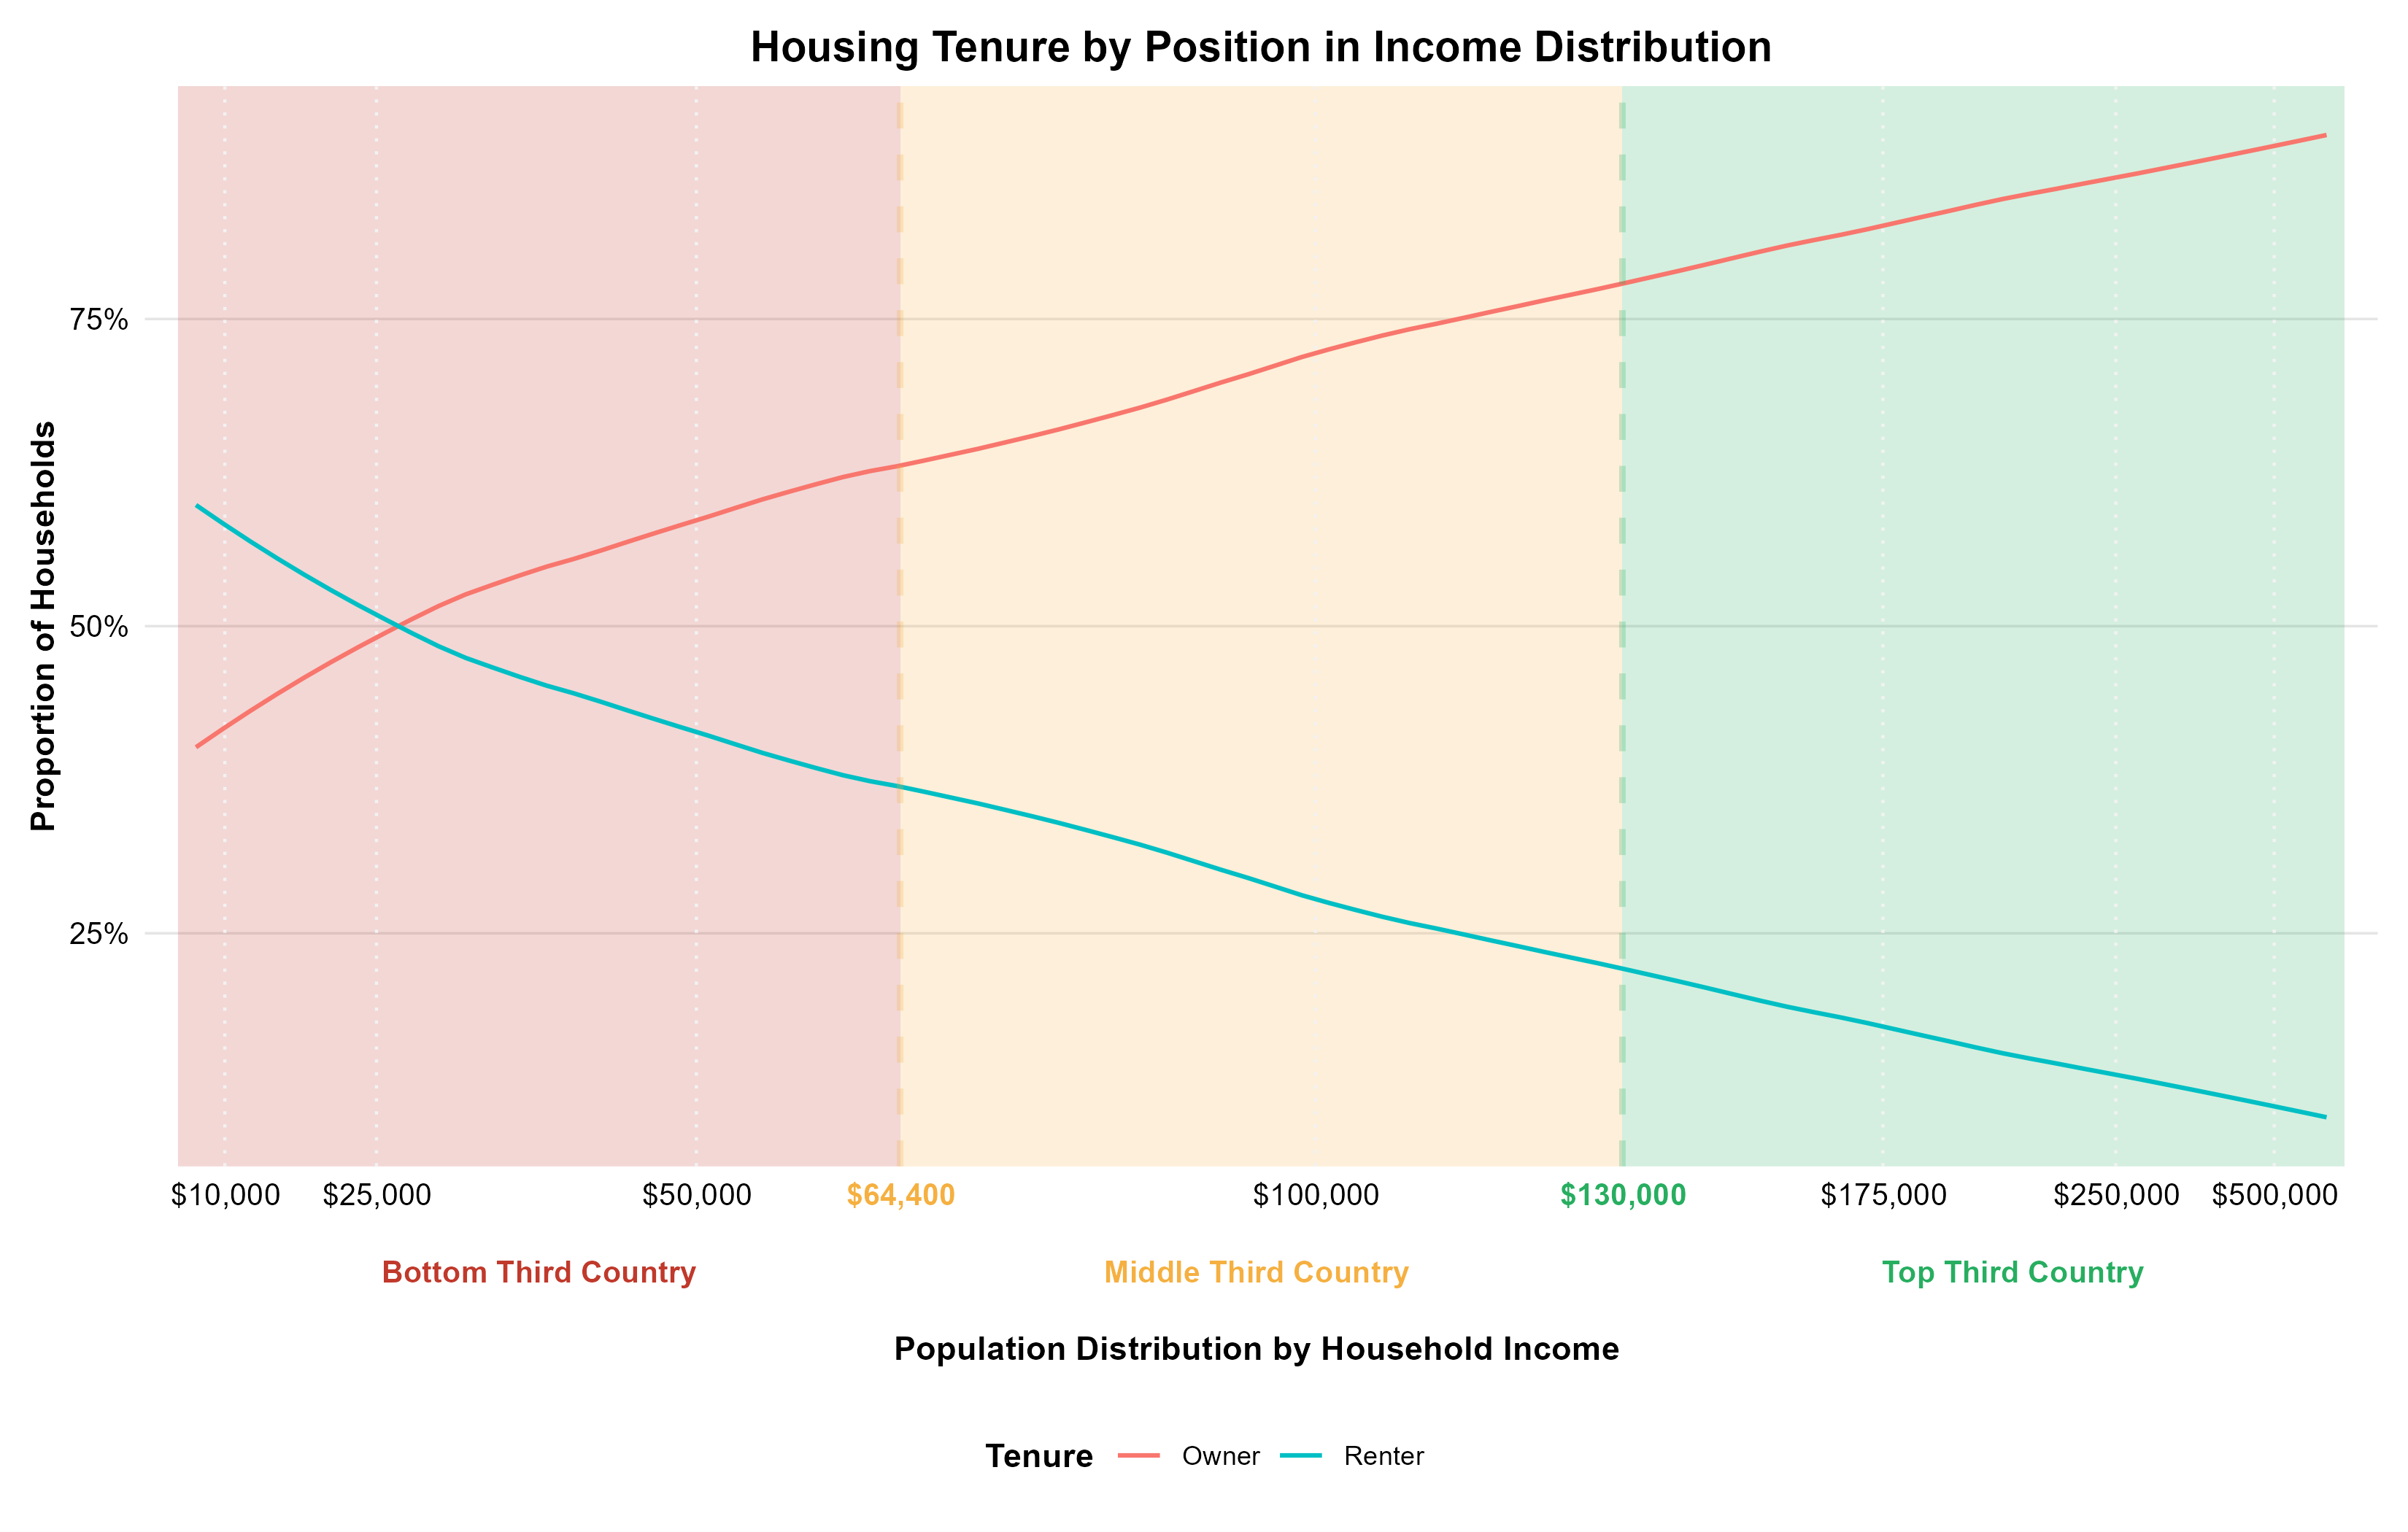 Housing Tenure by Position in Income Distribution
Proportion of Households
75%
50%
25%
$10,000 $25,000 $50,000 $64,400 $100,000 $130,000 $175,000 $250,000 $500,000
Bottom Third Country Middle Third Country Top Third Country
Population Distribution by Household Income
Tenure Owner Renter